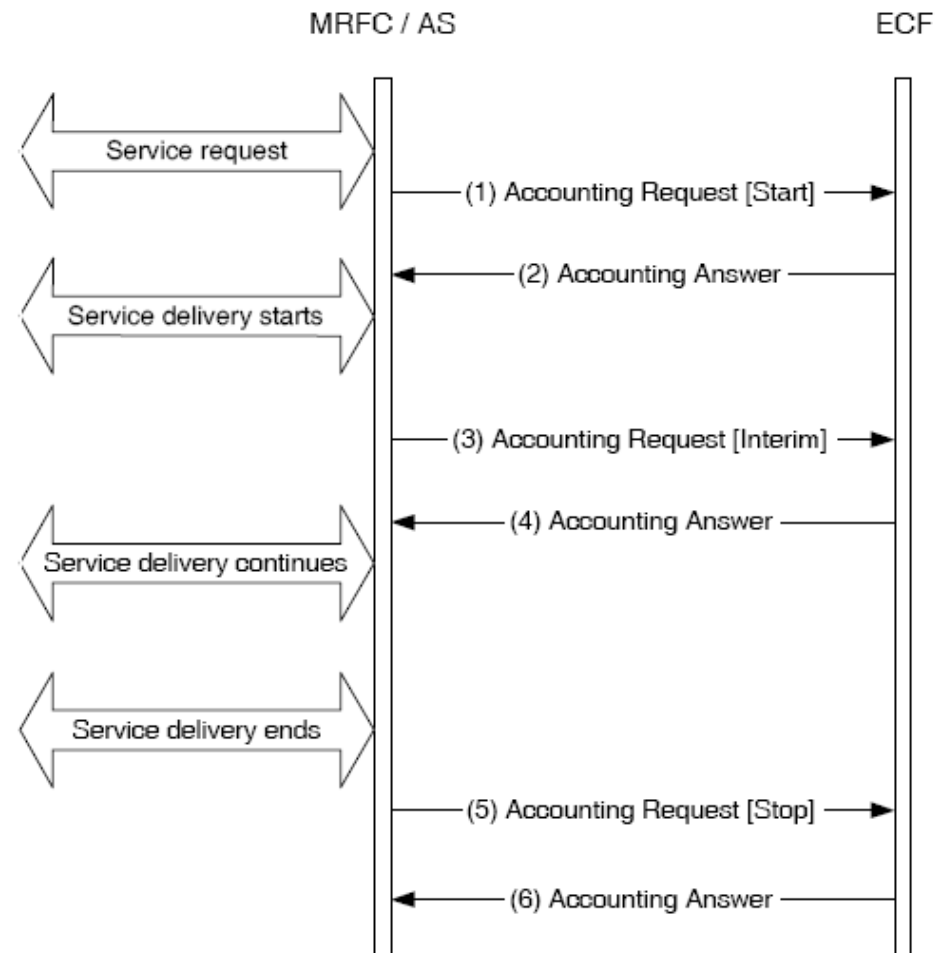 MRFC / AS
ECF
Service request
(1) Accounting Request [Start]
(2) Accounting Answer
Service delivery starts
(3) Accounting Request [Interim]
(4) Accounting Answer
Service delivery continues
Service delivery ends
(5) Accounting Request [Stop]
(6) Accounting Answer